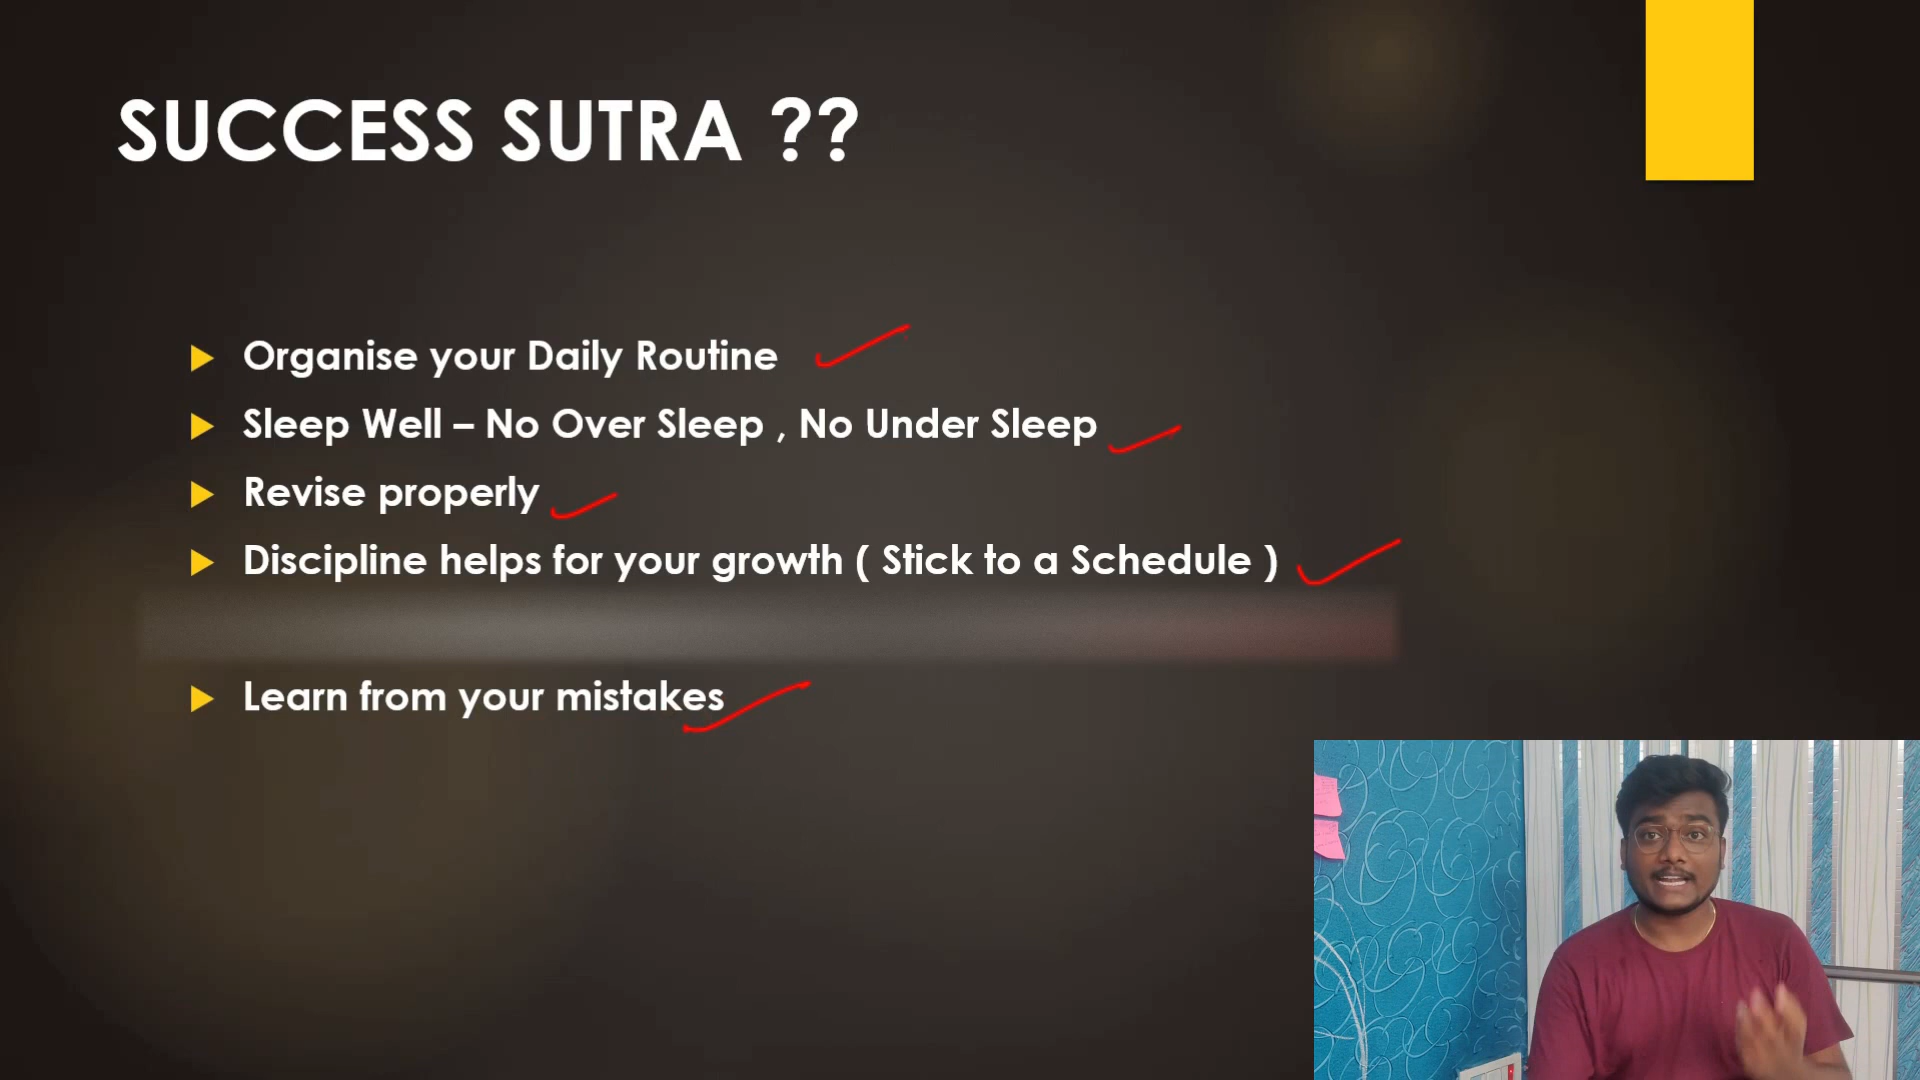 SUCCESS SUTRA ??
Organise your Daily Routine
Sleep Well – No Over Sleep , No Under Sleep
Revise properly
Discipline helps for your growth ( Stick to a Schedule )
Learn from your mistakes